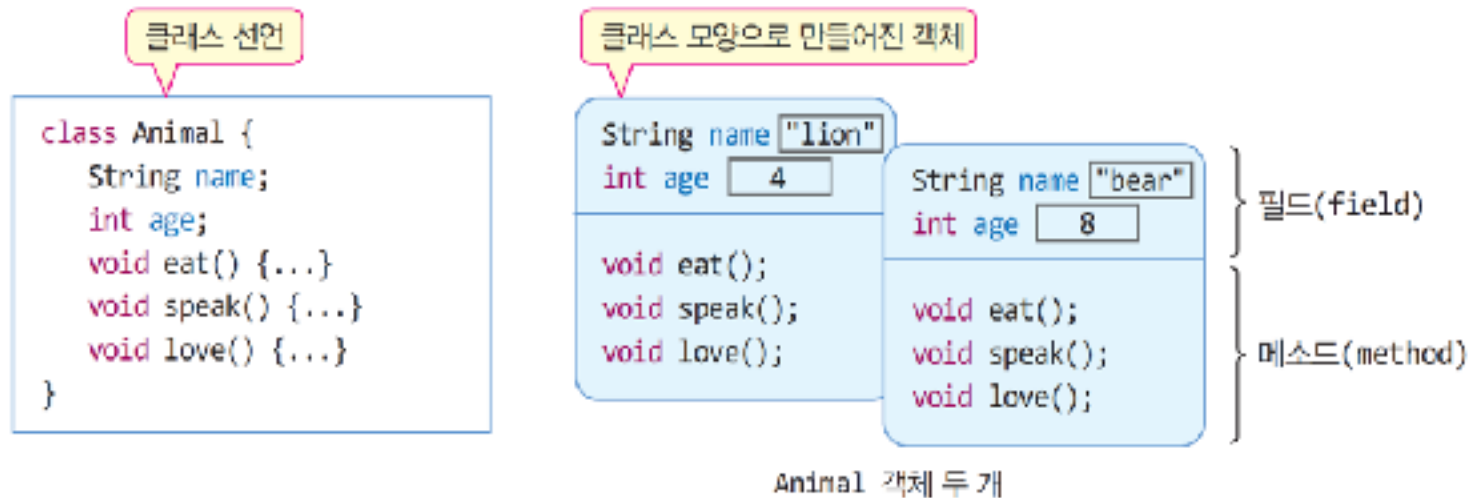 클래스 선언
class Animal {
String name;
int age;
void eat() {...}
void speak() {...}
void love() {...}
}
클래스 모양으로 만들어진 객체
String name "lion"
int age 4
void eat();
void speak();
void love();
String name "bear"
int age 8
void eat();
void speak();
void love();
필드(field)
메소드(method)
Animal 객체 두 개